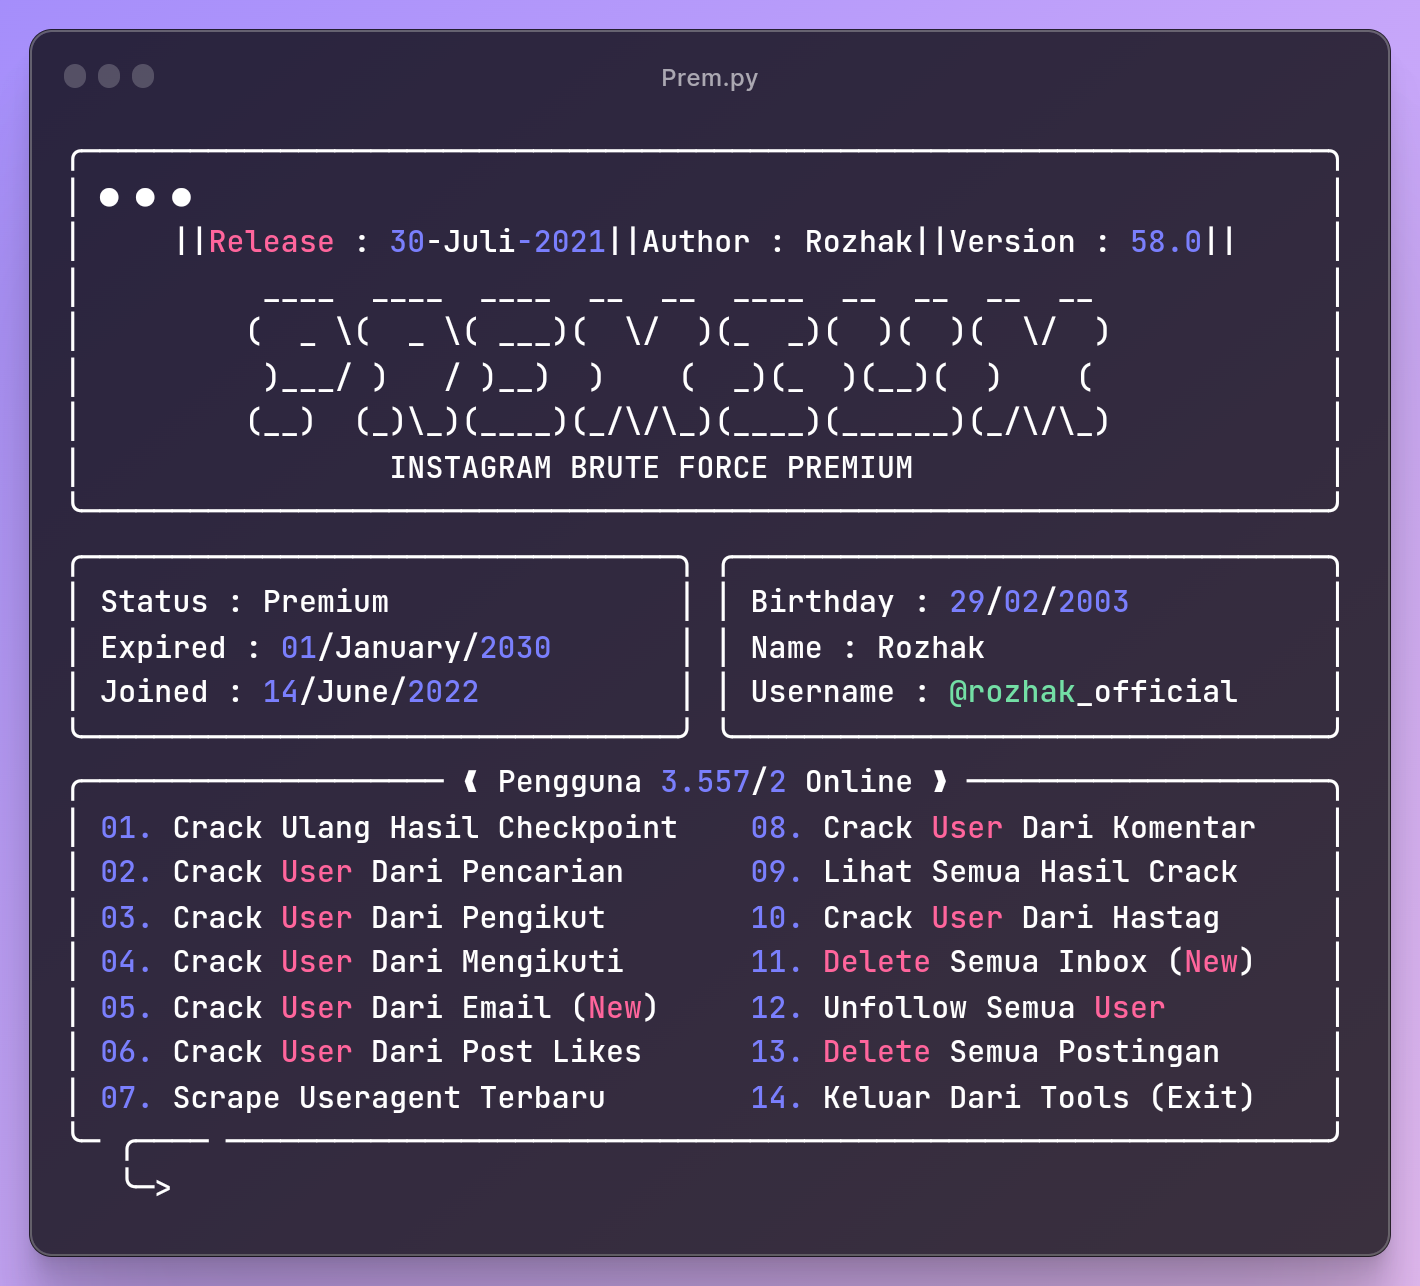 Prem.py
||Release : 30-Juli-2021||Author : Rozhak||Version : 58.0||
PREMIUM
INSTAGRAM BRUTE FORCE PREMIUM
Status : Premium
Expired : 01/January/2030
Joined : 14/June/2022
Birthday : 29/02/2003
Name : Rozhak
Username : @rozhak_official
❰ Pengguna 3.557/2 Online ❱
01. Crack Ulang Hasil Checkpoint
02. Crack User Dari Pencarian
03. Crack User Dari Pengikut
04. Crack User Dari Mengikuti
05. Crack User Dari Email (New)
06. Crack User Dari Post Likes
07. Scrape Useragent Terbaru
08. Crack User Dari Komentar
09. Lihat Semua Hasil Crack
10. Crack User Dari Hastag
11. Delete Semua Inbox (New)
12. Unfollow Semua User
13. Delete Semua Postingan
14. Keluar Dari Tools (Exit)
>